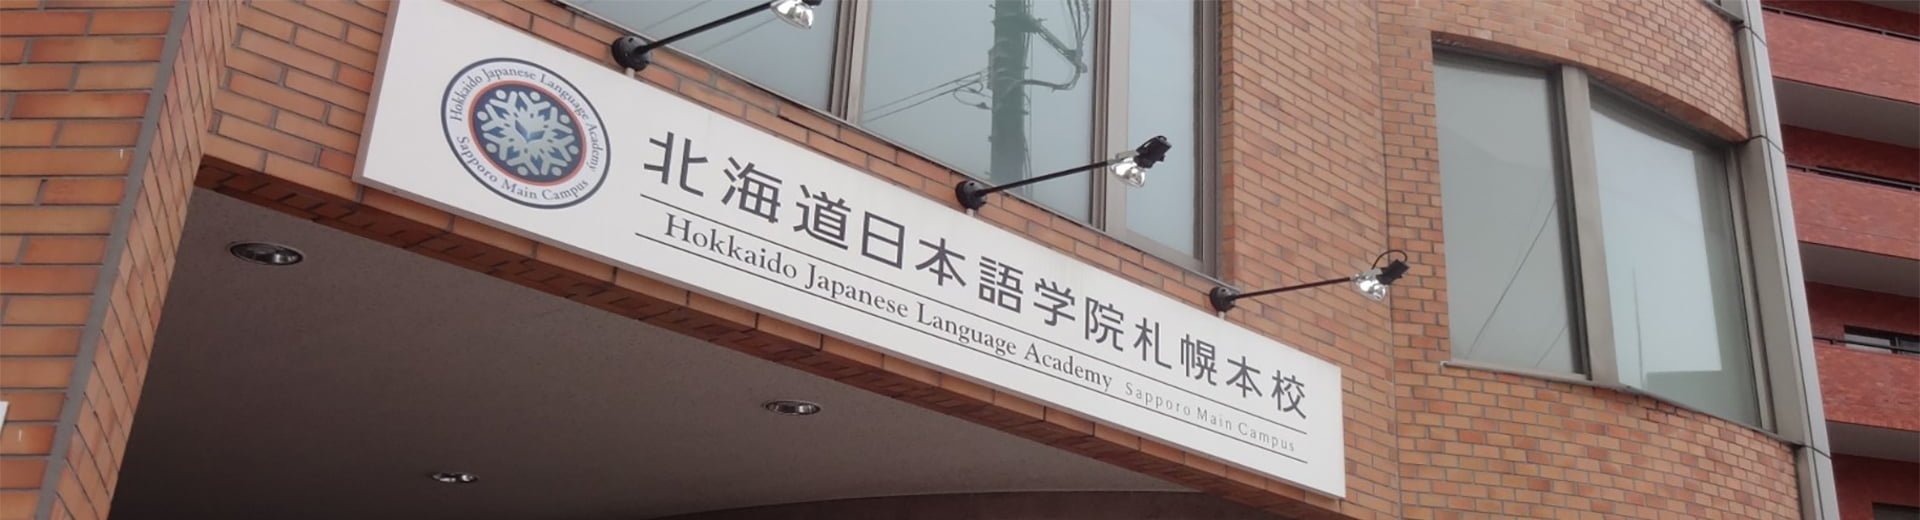 Hokkaido Japanese Language Academy
Sapporo Main Campus
北海道日本語学院札幌本校
Hokkaido Japanese Language Academy Sapporo Main Campus